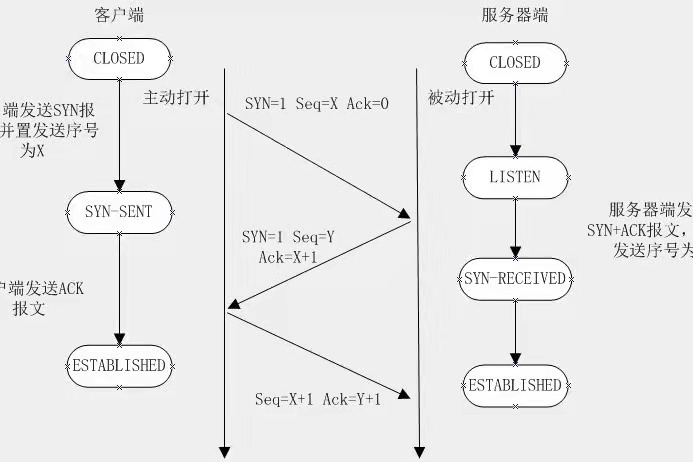 客户端
服务器端
CLOSED
CLOSED
主动打开
SYN=1 Seq=X Ack=0
被动打开
端发送SYN报
并置发送序号
为X
LISTEN
SYN-SENT
服务器端发
SYN+ACK报文，
发送序号为
SYN=1 Seq=Y
Ack=X+1
SYN-RECEIVED
户端发送ACK
报文
ESTABLISHED
ESTABLISHED
Seq=X+1 Ack=Y+1